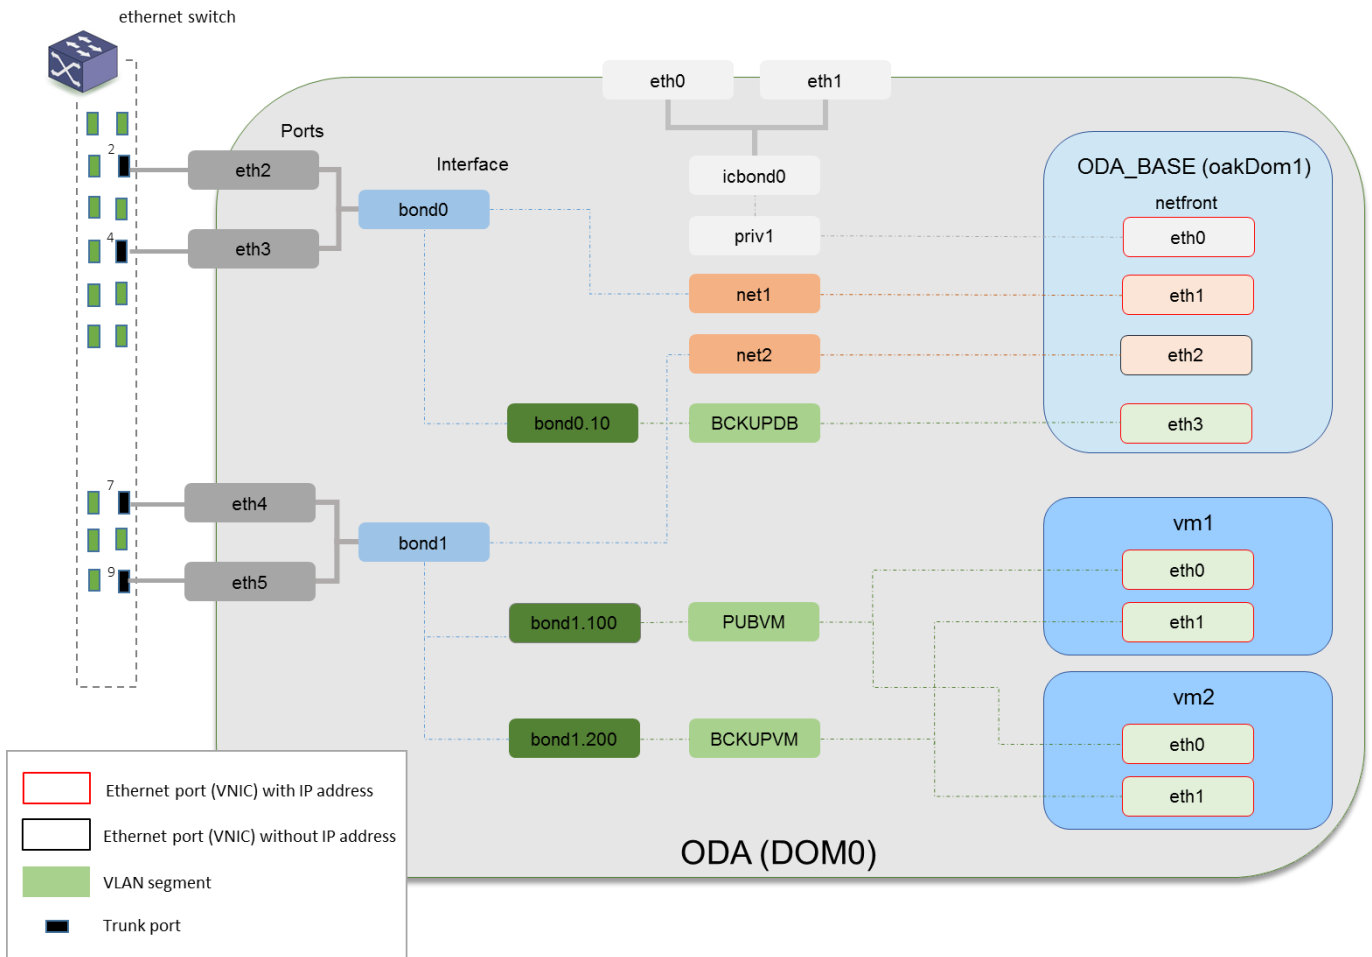 ethernet switch
eth0
eth1
Ports
2
eth2
Interface
icbond0
ODA_BASE (oakDom1)
bond0
netfront
4
eth3
priv1
eth0
net1
eth1
net2
eth2
bond0.10
BCKUPDB
eth3
7
eth4
vm1
bond1
eth0
9
eth5
bond1.100
PUBVM
eth1
vm2
bond1.200
BCKUPVM
eth0
eth1
Ethernet port (VNIC) with IP address
Ethernet port (VNIC) without IP address
ODA (DOM0)
VLAN segment
Trunk port